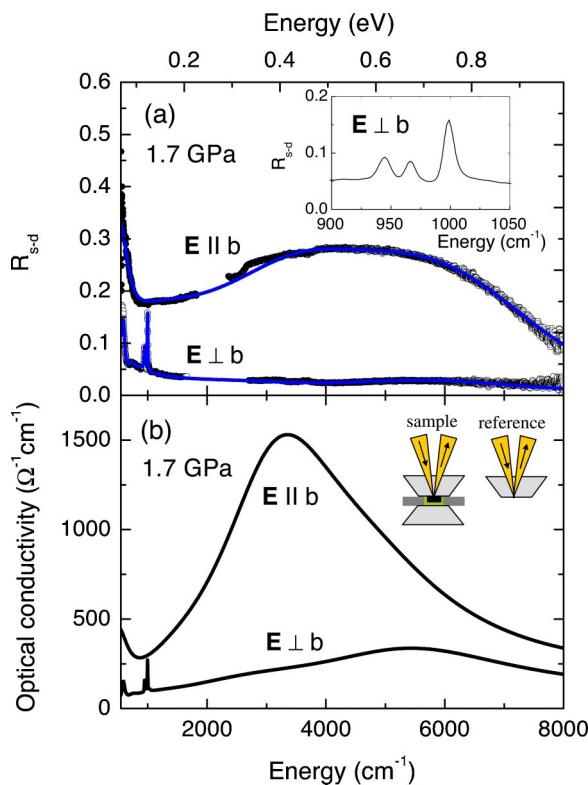 Energy (eV)
0.2 0.4 0.6 0.8
0.6
0.5
0.4
0.3
0.2
0.1
0.0
R_{s-d}
(a)
1.7 GPa
E || b
E ⊥ b
E ⊥ b
0.2
0.1
0.0
R_{s-d}
900 950 1000 1050
Energy (cm⁻¹)
(b)
1.7 GPa
E || b
E ⊥ b
sample reference
1500
1000
500
0
Optical conductivity (Ω⁻¹cm⁻¹)
2000 4000 6000 8000
Energy (cm⁻¹)